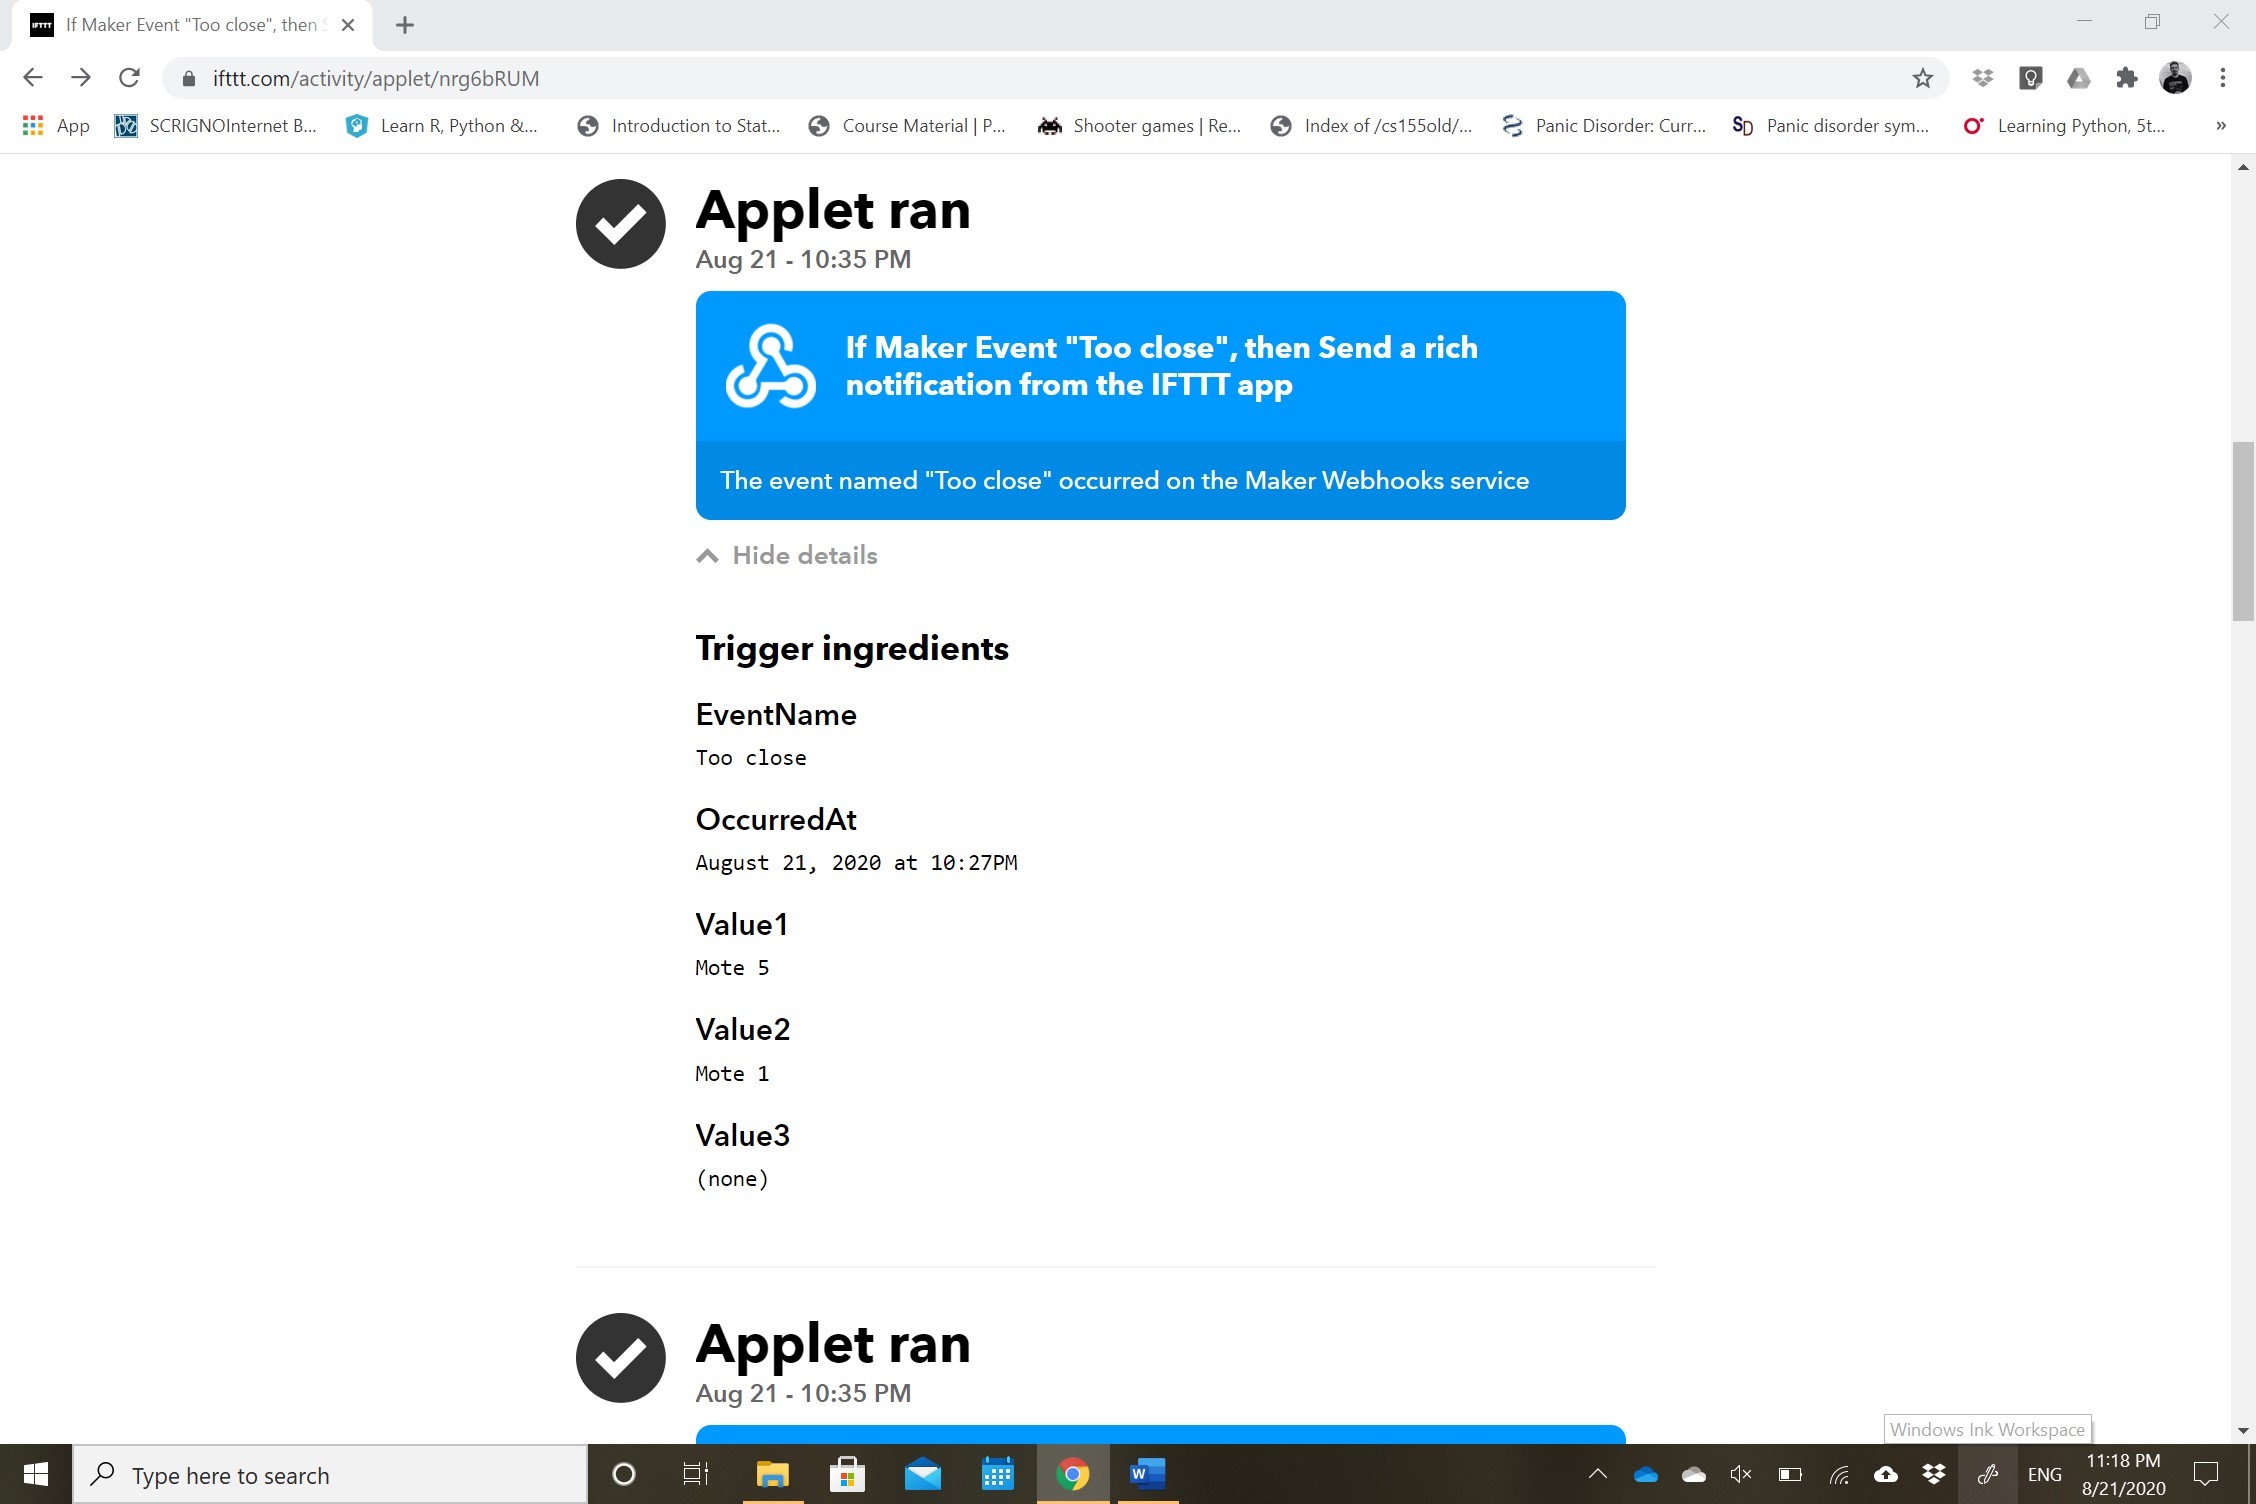 IFTTT If Maker Event "Too close", then
ifttt.com/activity/applet/nrg6bRUM
App SCRIGNOInternet B... Learn R, Python &... Introduction to Stat... Course Material | P... Shooter games | Re... Index of /cs155old/... Panic Disorder: Curr... SD Panic disorder sym... Learning Python, 5t... »
Applet ran
Aug 21 - 10:35 PM
If Maker Event "Too close", then Send a rich
notification from the IFTTT app
The event named "Too close" occurred on the Maker Webhooks service
Hide details
Trigger ingredients
EventName
Too close
OccurredAt
August 21, 2020 at 10:27PM
Value1
Mote 5
Value2
Mote 1
Value3
(none)
Applet ran
Aug 21 - 10:35 PM
Windows Ink Workspace
Type here to search
W
ENG
11:18 PM
8/21/2020